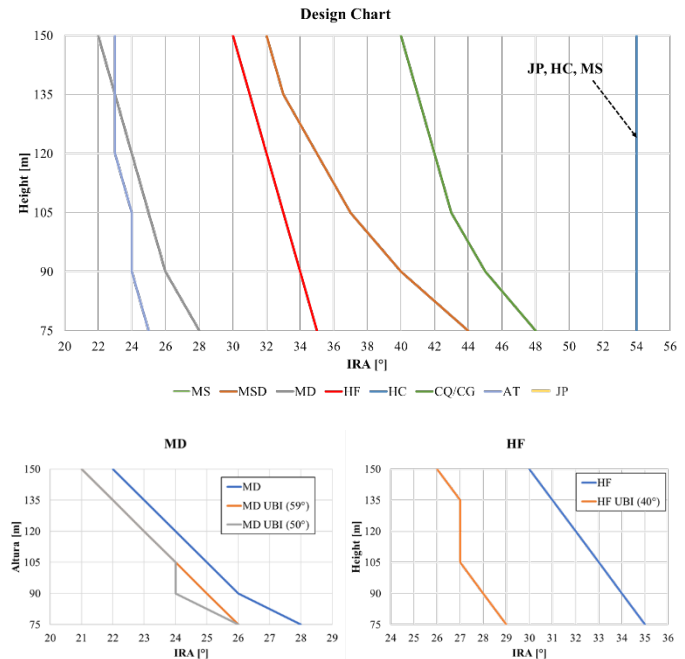 Design Chart
150
135
120
105
90
75
Height [m]
JP, HC, MS
20 22 24 26 28 30 32 34 36 38 40 42 44 46 48 50 52 54 56
IRA [°]
MS MSD MD HF HC CQ/CG AT JP
MD
150
135
120
105
90
75
Altura [m]
MD
MD UBI (59°)
MD UBI (50°)
20 21 22 23 24 25 26 27 28 29
IRA [°]
HF
150
135
120
105
90
75
Height [m]
HF
HF UBI (40°)
24 25 26 27 28 29 30 31 32 33 34 35 36
IRA [°]